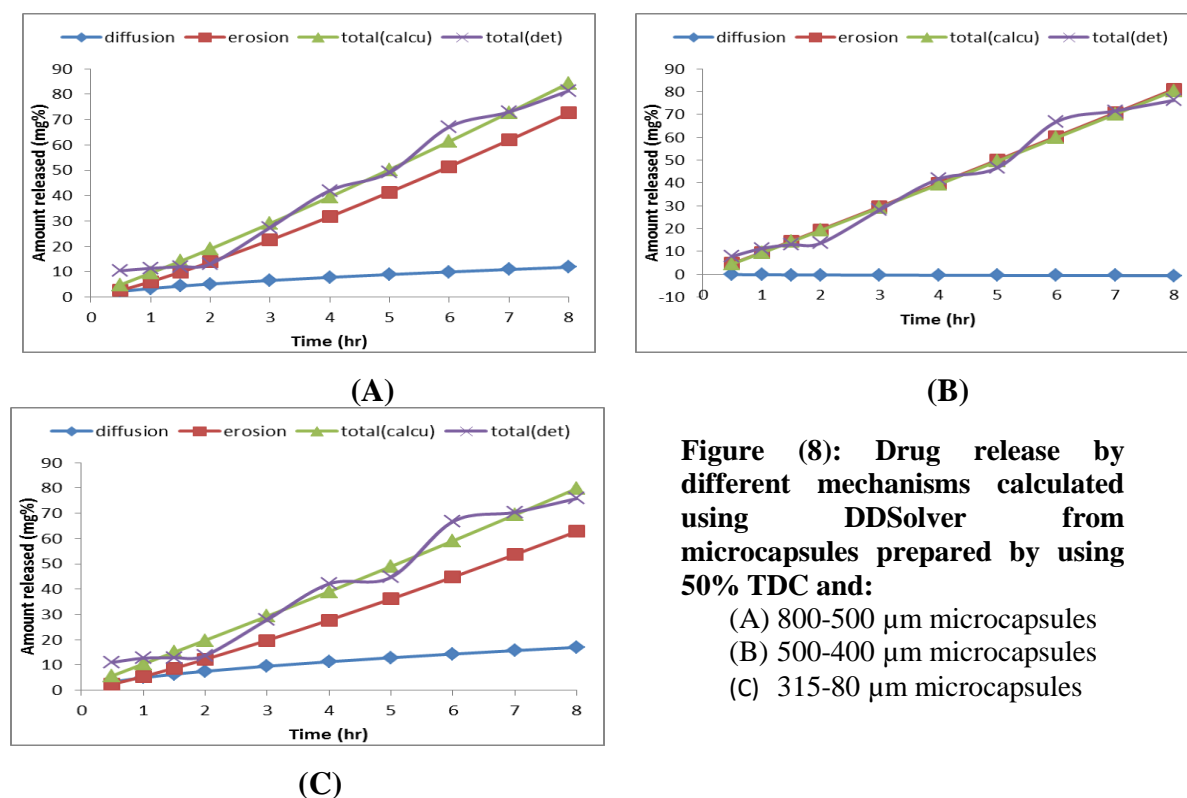 diffusion erosion total(calcu) total(det)
90
80
70
60
50
40
30
20
10
0
Amount released (mg%)
0 1 2 3 4 5 6 7 8
Time (hr)
(A)
diffusion erosion total(calcu) total(det)
90
80
70
60
50
40
30
20
10
0
-10
Amount released (mg%)
0 1 2 3 4 5 6 7 8
Time (hr)
(B)
diffusion erosion total(calcu) total(det)
90
80
70
60
50
40
30
20
10
0
Amount released (mg%)
0 1 2 3 4 5 6 7 8
Time (hr)
(C)
Figure (8): Drug release by
different mechanisms calculated
using DDSolver from
microcapsules prepared by using
50% TDC and:
(A) 800-500 µm microcapsules
(B) 500-400 µm microcapsules
(C) 315-80 µm microcapsules